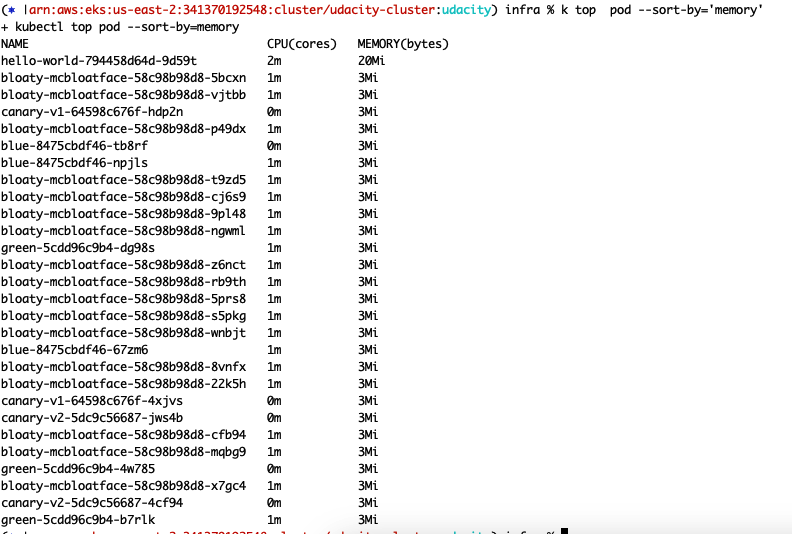 (* |arn:aws:eks:us-east-2:341370192548:cluster/udacity-cluster:udacity) infra % k top  pod --sort-by='memory'
+ kubectl top pod --sort-by=memory
NAME                              CPU(cores)   MEMORY(bytes)
hello-world-794458d64d-9d59t      2m           20Mi
bloaty-mcbloatface-58c98b98d8-5bcxn   1m   3Mi
bloaty-mcbloatface-58c98b98d8-vjtbb   1m   3Mi
canary-v1-64598c676f-hdp2n   0m   3Mi
bloaty-mcbloatface-58c98b98d8-p49dx   1m   3Mi
blue-8475cbdf46-tb8rf   0m   3Mi
blue-8475cbdf46-npjls   1m   3Mi
bloaty-mcbloatface-58c98b98d8-t9zd5   1m   3Mi
bloaty-mcbloatface-58c98b98d8-cj6s9   1m   3Mi
bloaty-mcbloatface-58c98b98d8-9pl48   1m   3Mi
bloaty-mcbloatface-58c98b98d8-ngwml   1m   3Mi
green-5cdd96c9b4-dg98s   1m   3Mi
bloaty-mcbloatface-58c98b98d8-z6nct   1m   3Mi
bloaty-mcbloatface-58c98b98d8-rb9th   1m   3Mi
bloaty-mcbloatface-58c98b98d8-5prs8   1m   3Mi
bloaty-mcbloatface-58c98b98d8-s5pkg   1m   3Mi
bloaty-mcbloatface-58c98b98d8-wnbjt   1m   3Mi
blue-8475cbdf46-67zm6   1m   3Mi
bloaty-mcbloatface-58c98b98d8-8vnfx   1m   3Mi
bloaty-mcbloatface-58c98b98d8-22k5h   1m   3Mi
canary-v1-64598c676f-4xjvs   0m   3Mi
canary-v2-5dc9c56687-jws4b   0m   3Mi
bloaty-mcbloatface-58c98b98d8-cfb94   1m   3Mi
bloaty-mcbloatface-58c98b98d8-mqbg9   1m   3Mi
green-5cdd96c9b4-4w785   0m   3Mi
bloaty-mcbloatface-58c98b98d8-x7gc4   1m   3Mi
canary-v2-5dc9c56687-4cf94   0m   3Mi
green-5cdd96c9b4-b7rlk   1m   3Mi